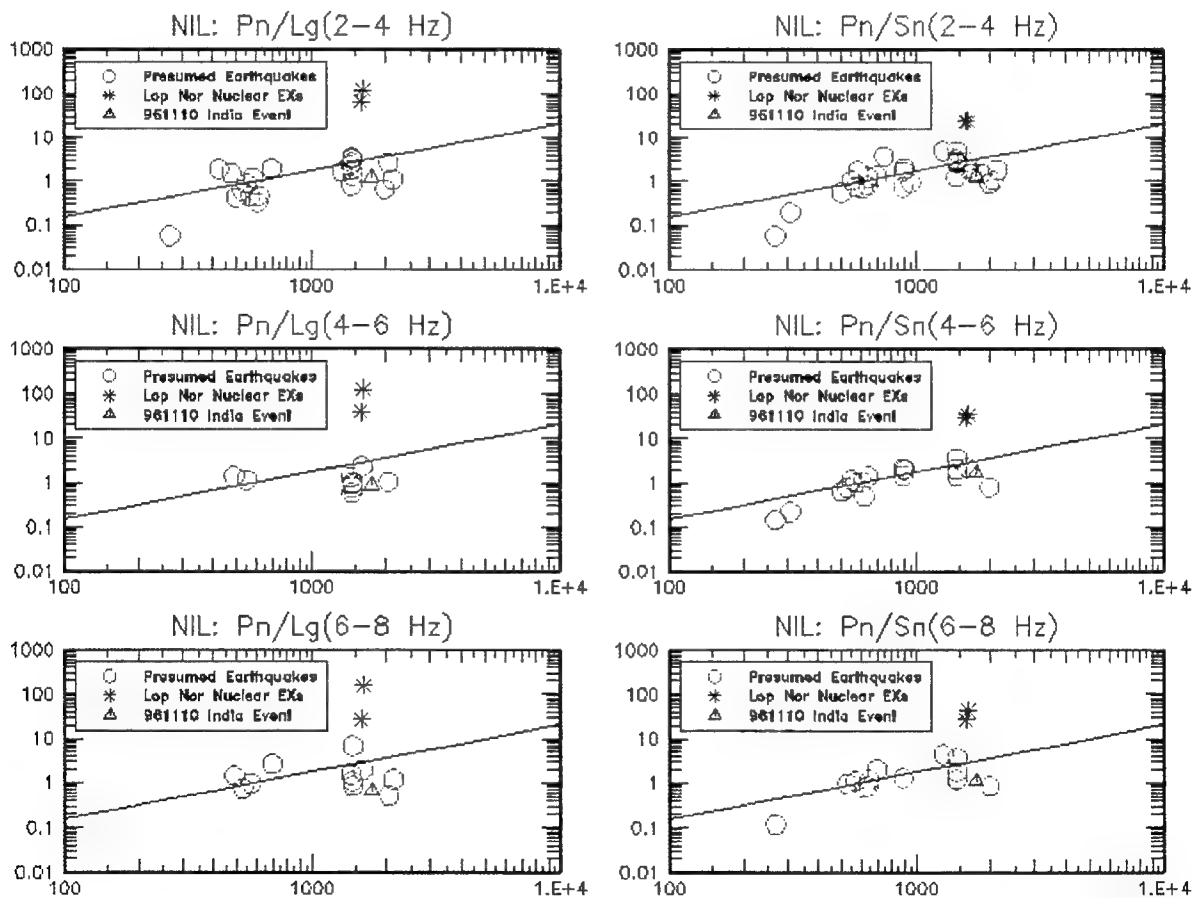 NIL: Pn/Lg(2-4 Hz)
1000
100
10
1
0.1
0.01
Presumed Earthquakes
Lop Nor Nuclear EXs
961110 India Event
100
1000
1.E+4
NIL: Pn/Sn(2-4 Hz)
1000
100
10
1
0.1
0.01
Presumed Earthquakes
Lop Nor Nuclear EXs
961110 India Event
100
1000
1.E+4
NIL: Pn/Lg(4-6 Hz)
1000
100
10
1
0.1
0.01
Presumed Earthquakes
Lop Nor Nuclear EXs
961110 India Event
100
1000
1.E+4
NIL: Pn/Sn(4-6 Hz)
1000
100
10
1
0.1
0.01
Presumed Earthquakes
Lop Nor Nuclear EXs
961110 India Event
100
1000
1.E+4
NIL: Pn/Lg(6-8 Hz)
1000
100
10
1
0.1
0.01
Presumed Earthquakes
Lop Nor Nuclear EXs
961110 India Event
100
1000
1.E+4
NIL: Pn/Sn(6-8 Hz)
1000
100
10
1
0.1
0.01
Presumed Earthquakes
Lop Nor Nuclear EXs
961110 India Event
100
1000
1.E+4